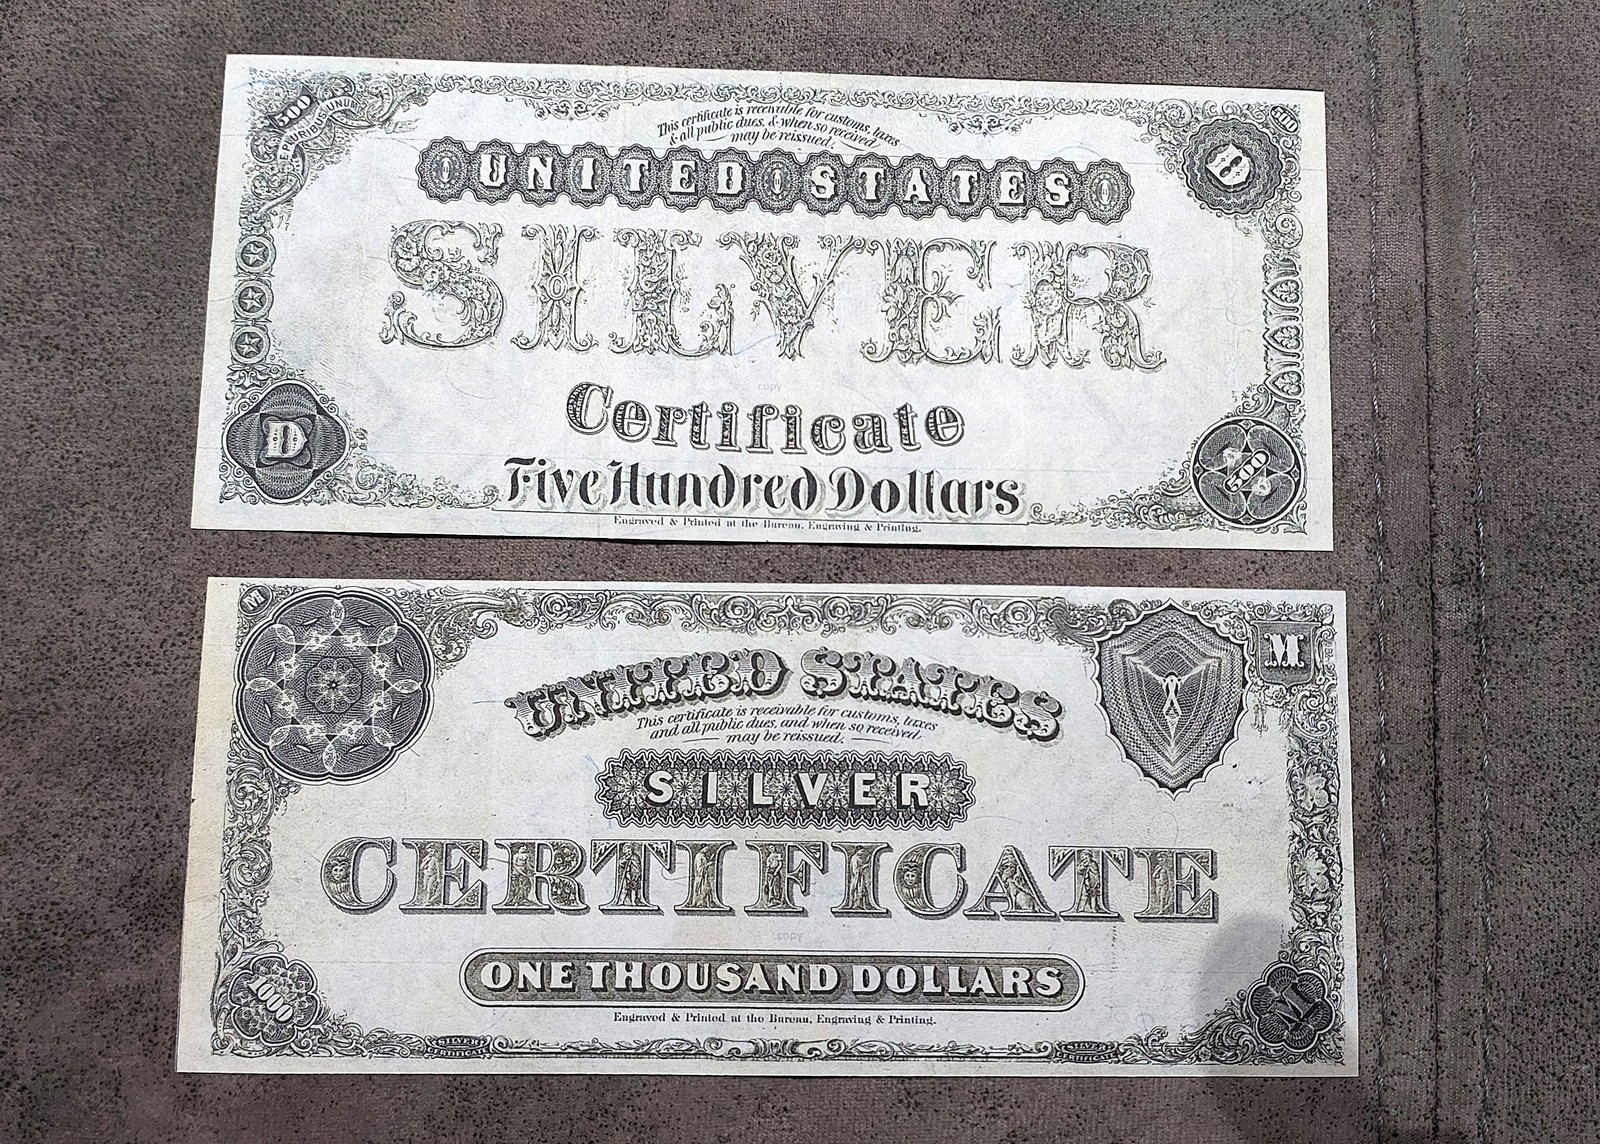 500
E PLURIBUS UNUM
This certificate is receivable for customs, taxes
& all public dues, & when so received,
may be reissued.
500
UNITED STATES
D
SILVER
copy
Certificate
D
500
Five Hundred Dollars
Engraved & Printed at the Bureau, Engraving & Printing.
M
M
UNITED STATES
This certificate is receivable for customs, taxes
and all public dues, and when so received,
may be reissued.
SILVER
CERTIFICATE
copy
ONE THOUSAND DOLLARS
1000
M
Engraved & Printed at the Bureau, Engraving & Printing.
SILVER CERTIFICATE
M
SILVER CERTIFICATE